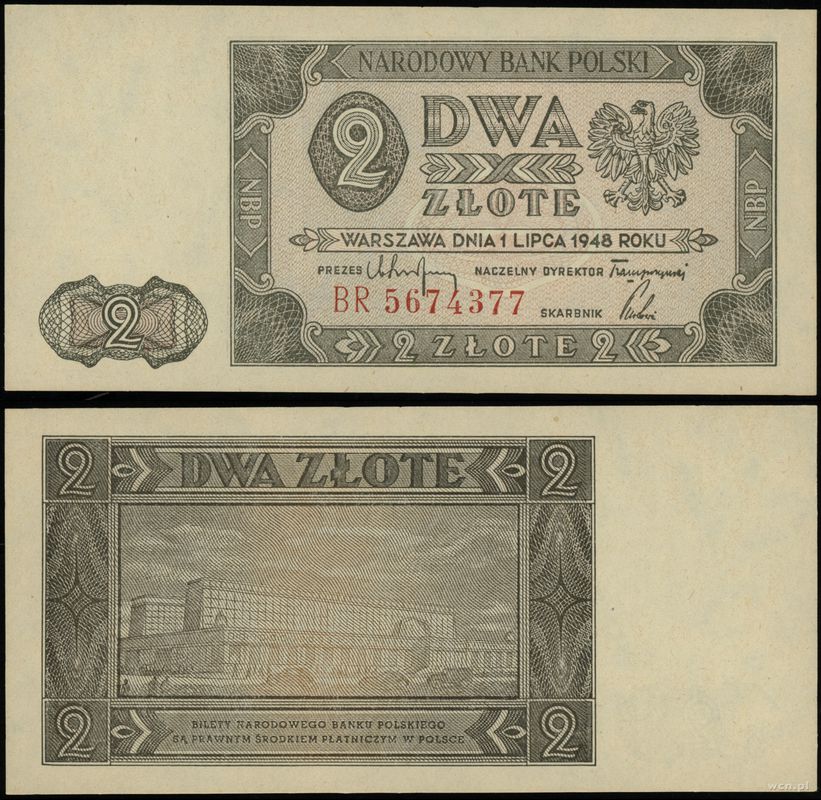 NARODOWY BANK POLSKI
2 DWA
ZŁOTE
NBP
NBP
WARSZAWA DNIA 1 LIPCA 1948 ROKU
PREZES NACZELNY DYREKTOR
BR 5674377
SKARBNIK
2
2 ZŁOTE 2
2 DWA ZŁOTE 2
BILETY NARODOWEGO BANKU POLSKIEGO
SĄ PRAWNYM ŚRODKIEM PŁATNICZYM W POLSCE
2 2
wcn.pl